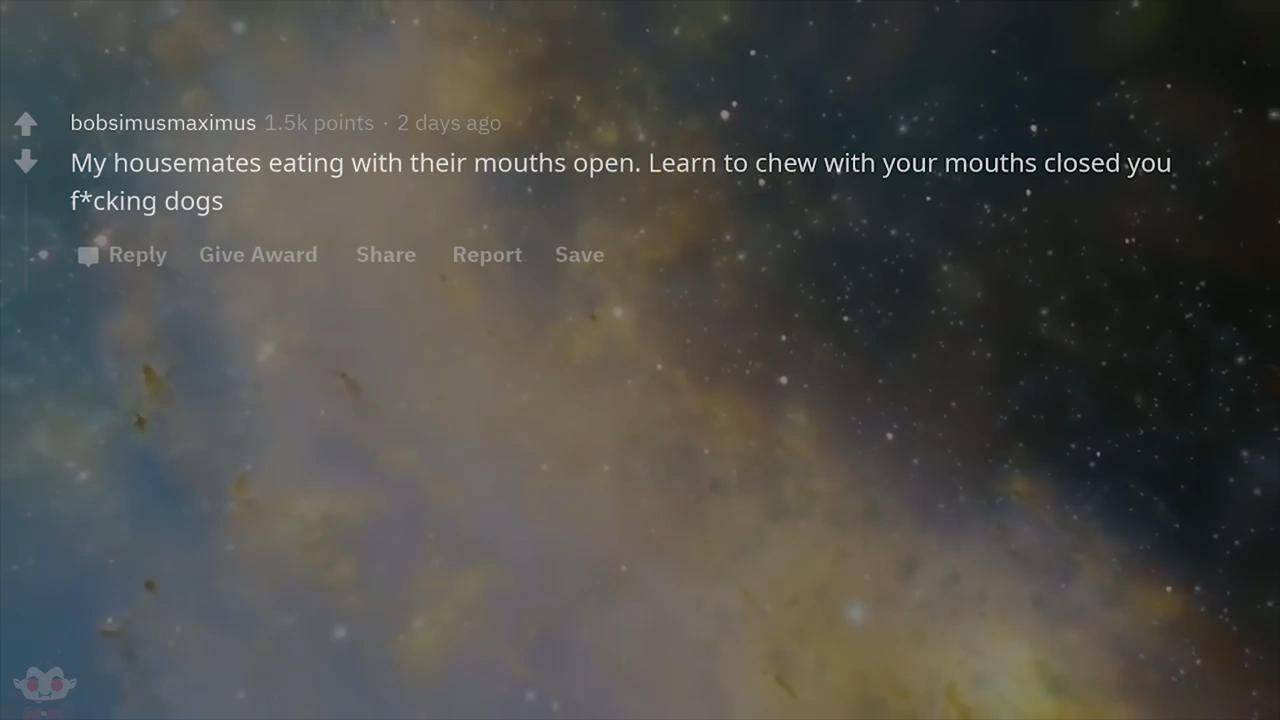 bobsimusmaximus 1.5k points · 2 days ago
My housemates eating with their mouths open. Learn to chew with your mouths closed you
f*cking dogs
Reply Give Award Share Report Save